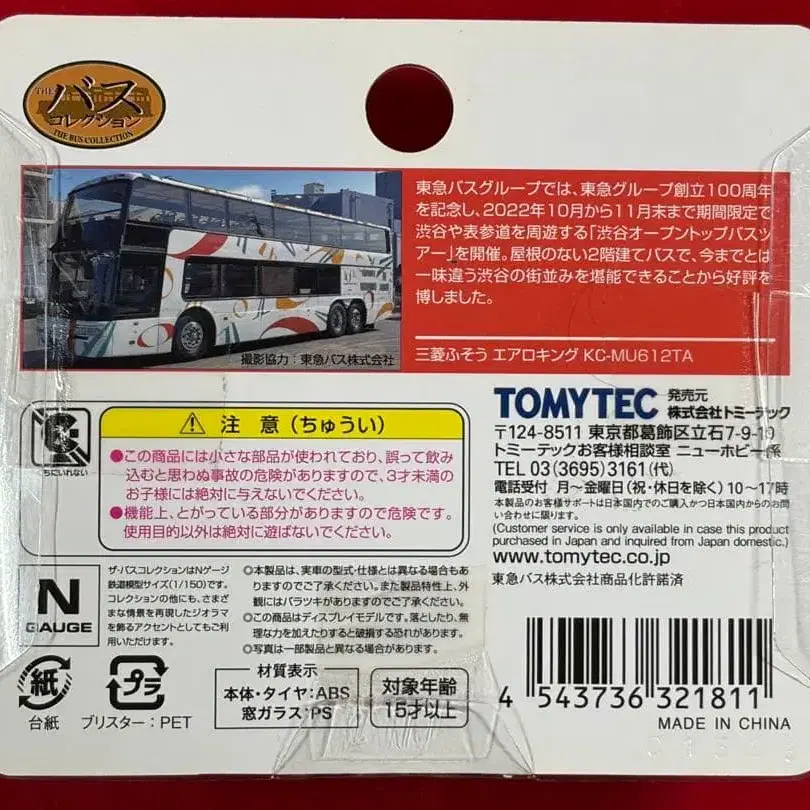 THE
バス
コレクション
THE BUS COLLECTION
東急バスグループでは、東急グループ創立100周年
を記念し、2022年10月から11月末まで期間限定で
渋谷や表参道を周遊する「渋谷オープントップバスツ
アー」を開催。屋根のない2階建てバスで、今までとは
一味違う渋谷の街並みを堪能できることから好評を
博しました。
撮影協力：東急バス株式会社
三菱ふそう エアロキング KC-MU612TA
TOMYTEC 発売元
株式会社トミーテック
〒124-8511 東京都葛飾区立石7-9-19
トミーテックお客様相談室 ニューホビー係
TEL 03(3695)3161(代)
電話受付 月～金曜日(祝・休日を除く)10～17時
本製品のお客様サポートは日本国内でのご購入かつ日本国内からのお問
い合わせに限ります。
(Customer service is only available in case this product
purchased in Japan and inquired from Japan domestic.)
www.tomytec.co.jp
東急バス株式会社商品化許諾済
くちにいれない
注 意（ちゅうい）
●この商品には小さな部品が使われており、誤って飲み
込むと思わぬ事故の危険がありますので、3才未満の
お子様には絶対に与えないでください。
●機能上、とがっている部分がありますので危険です。
使用目的以外は絶対に遊ばないでください。
N
GAUGE
ザ・バスコレクションはNゲージ
鉄道模型サイズ(1/150)です。
コレクションの他にも、さまざ
まな情景を再現したジオラマ
を飾るアクセントとしてもご利
用いただけます。
○本製品は、実車の型式・仕様とは異なる場合もあ
りますのでご了承ください。また製品特性上、外
観にはバラツキがありますのでご了承ください。
○この商品はディスプレイモデルです。落としたり、無
理な力を加えたりすると破損する恐れがあります。
○写真は一部製品と異なる場合があります。
紙
台紙
プラ
ブリスター：PET
材質表示
本体・タイヤ：ABS
窓ガラス：PS
対象年齢
15才以上
4 543736 321811
MADE IN CHINA